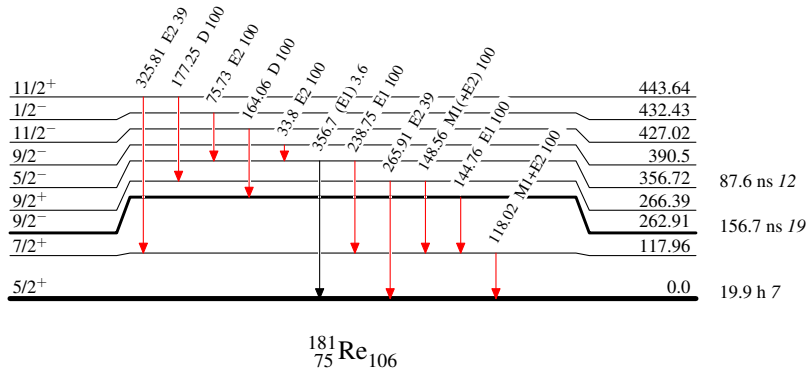 325.81 E2 39
177.25 D 100
75.73 E2 100
164.06 D 100
33.8 E2 100
356.7 (E1) 3.6
238.75 E1 100
265.91 E2 39
148.56 M1(+E2) 100
144.76 E1 100
118.02 M1+E2 100
11/2+ 443.64
1/2− 432.43
11/2− 427.02
9/2− 390.5
5/2− 356.72 87.6 ns 12
9/2+ 266.39
9/2− 262.91 156.7 ns 19
7/2+ 117.96
5/2+ 0.0 19.9 h 7
181/75Re106